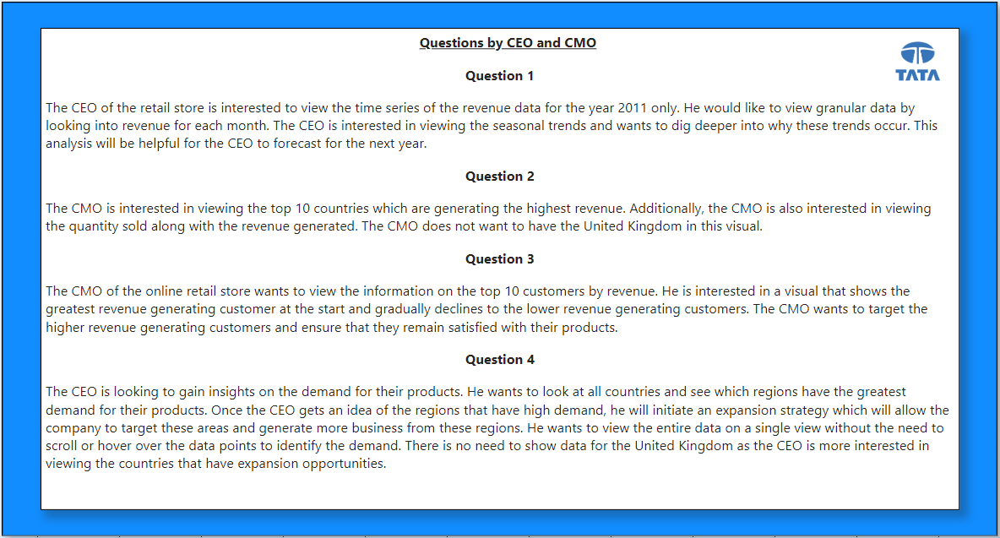 Questions by CEO and CMO
TATA
Question 1
The CEO of the retail store is interested to view the time series of the revenue data for the year 2011 only. He would like to view granular data by
looking into revenue for each month. The CEO is interested in viewing the seasonal trends and wants to dig deeper into why these trends occur. This
analysis will be helpful for the CEO to forecast for the next year.
Question 2
The CMO is interested in viewing the top 10 countries which are generating the highest revenue. Additionally, the CMO is also interested in viewing
the quantity sold along with the revenue generated. The CMO does not want to have the United Kingdom in this visual.
Question 3
The CMO of the online retail store wants to view the information on the top 10 customers by revenue. He is interested in a visual that shows the
greatest revenue generating customer at the start and gradually declines to the lower revenue generating customers. The CMO wants to target the
higher revenue generating customers and ensure that they remain satisfied with their products.
Question 4
The CEO is looking to gain insights on the demand for their products. He wants to look at all countries and see which regions have the greatest
demand for their products. Once the CEO gets an idea of the regions that have high demand, he will initiate an expansion strategy which will allow the
company to target these areas and generate more business from these regions. He wants to view the entire data on a single view without the need to
scroll or hover over the data points to identify the demand. There is no need to show data for the United Kingdom as the CEO is more interested in
viewing the countries that have expansion opportunities.